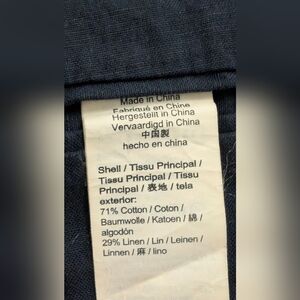 Made in China
Fabriqué en Chine
Hergestellt in China
Vervaardigd in China
中国製
hecho en china
Shell / Tissu Principal /
Tissu Principal / Tissu
Principal / 表地 / tela
exterior:
71% Cotton / Coton /
Baumwolle / Katoen / 綿 /
algodón
29% Linen / Lin / Leinen /
Linnen / 麻 / lino